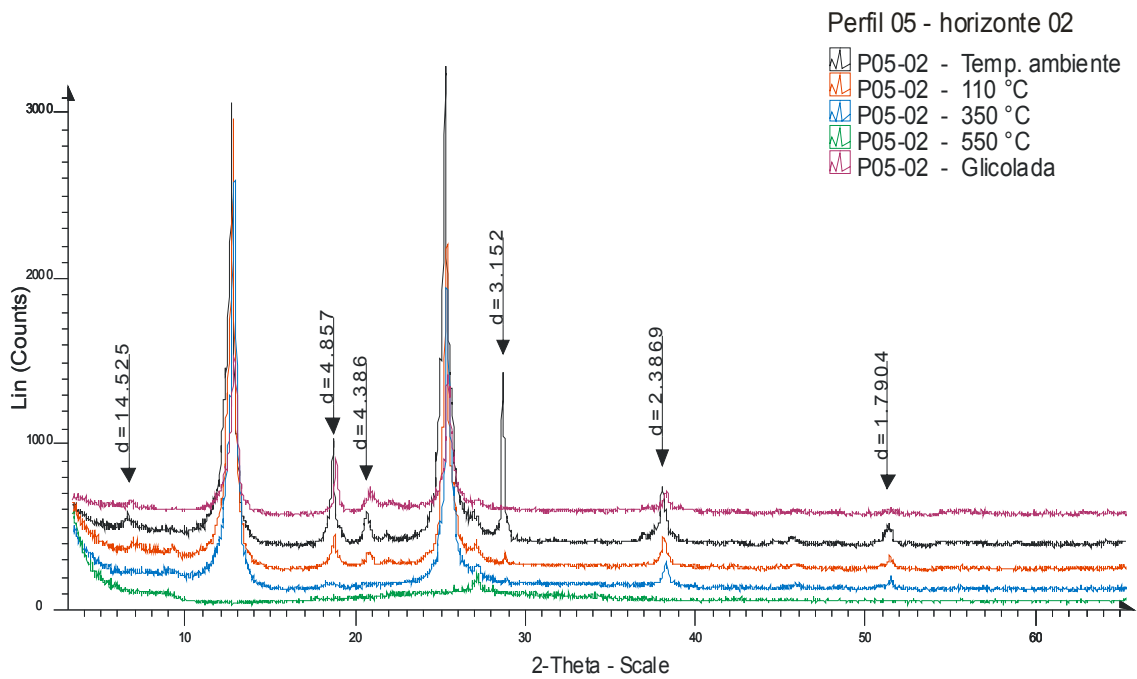 Perfil 05 - horizonte 02
P05-02 - Temp. ambiente
P05-02 - 110 °C
P05-02 - 350 °C
P05-02 - 550 °C
P05-02 - Glicolada
Lin (Counts)
3000
2000
1000
0
d=14.525
d=4.857
d=4.386
d=3.152
d=2.3869
d=1.7904
10
20
30
40
50
60
2-Theta - Scale